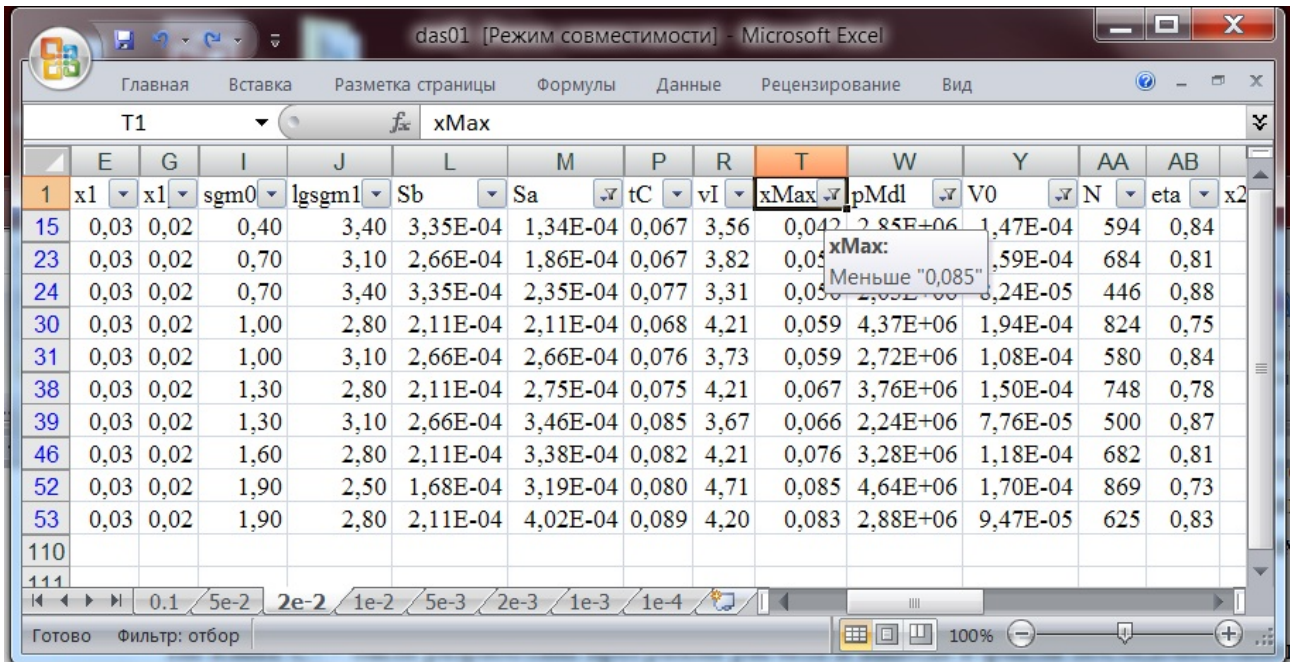 das01 [Режим совместимости] - Microsoft Excel
Главная Вставка Разметка страницы Формулы Данные Рецензирование Вид
T1 fx xMax
E G I J L M P R T W Y AA AB
1 x1 x1 sgm0 lgsgm1 Sb Sa tC vI xMax pMdl V0 N eta x2
15 0,03 0,02 0,40 3,40 3,35E-04 1,34E-04 0,067 3,56 0,042 2,85E+06 1,47E-04 594 0,84
xMax:
Меньше "0,085"
23 0,03 0,02 0,70 3,10 2,66E-04 1,86E-04 0,067 3,82 684 0,81
24 0,03 0,02 0,70 3,40 3,35E-04 2,35E-04 0,077 3,31 8,24E-05 446 0,88
30 0,03 0,02 1,00 2,80 2,11E-04 2,11E-04 0,068 4,21 0,059 4,37E+06 1,94E-04 824 0,75
31 0,03 0,02 1,00 3,10 2,66E-04 2,66E-04 0,076 3,73 0,059 2,72E+06 1,08E-04 580 0,84
38 0,03 0,02 1,30 2,80 2,11E-04 2,75E-04 0,075 4,21 0,067 3,76E+06 1,50E-04 748 0,78
39 0,03 0,02 1,30 3,10 2,66E-04 3,46E-04 0,085 3,67 0,066 2,24E+06 7,76E-05 500 0,87
46 0,03 0,02 1,60 2,80 2,11E-04 3,38E-04 0,082 4,21 0,076 3,28E+06 1,18E-04 682 0,81
52 0,03 0,02 1,90 2,50 1,68E-04 3,19E-04 0,080 4,71 0,085 4,64E+06 1,70E-04 869 0,73
53 0,03 0,02 1,90 2,80 2,11E-04 4,02E-04 0,089 4,20 0,083 2,88E+06 9,47E-05 625 0,83
110
111
0.1 5e-2 2e-2 1e-2 5e-3 2e-3 1e-3 1e-4
Готово Фильтр: отбор 100%